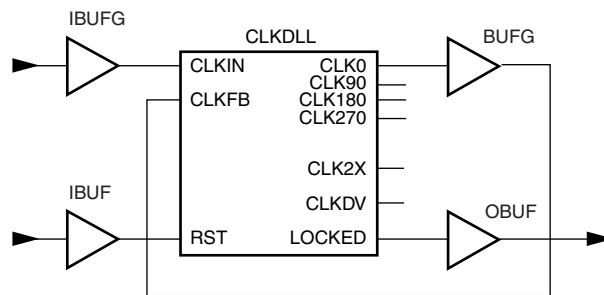 IBUFG
CLKDLL
BUFG
CLKIN
CLK0
CLK90
CLKFB
CLK180
CLK270
CLK2X
IBUF
CLKDV
OBUF
RST
LOCKED